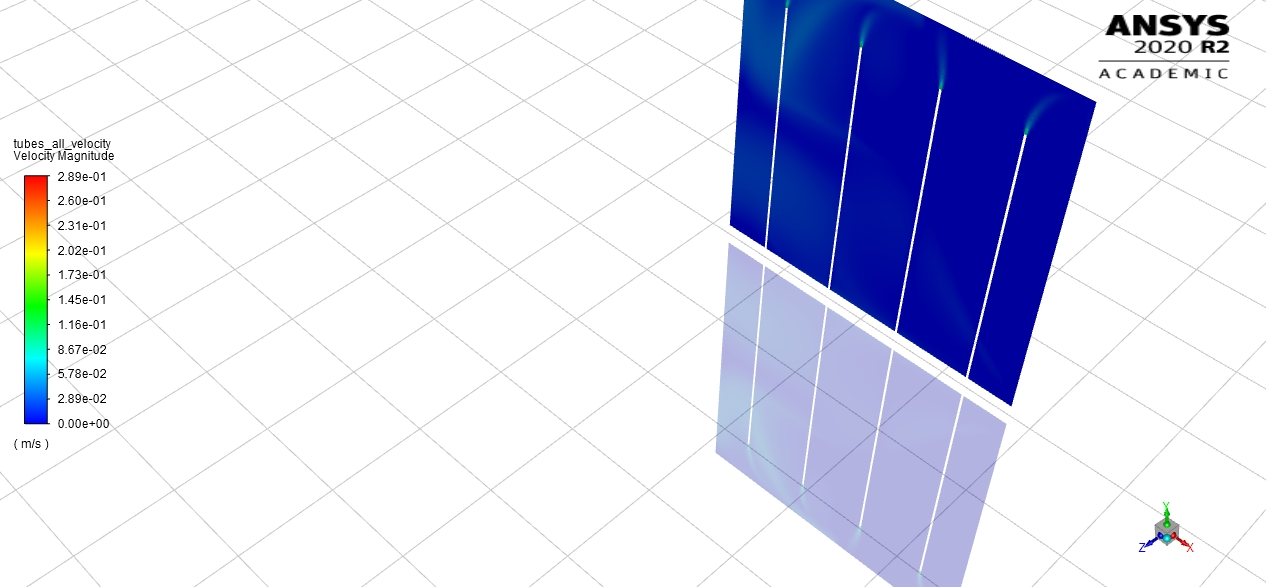 ANSYS
2020 R2
ACADEMIC
tubes_all_velocity
Velocity Magnitude
2.89e-01
2.60e-01
2.31e-01
2.02e-01
1.73e-01
1.45e-01
1.16e-01
8.67e-02
5.78e-02
2.89e-02
0.00e+00
( m/s )
Y
Z
X